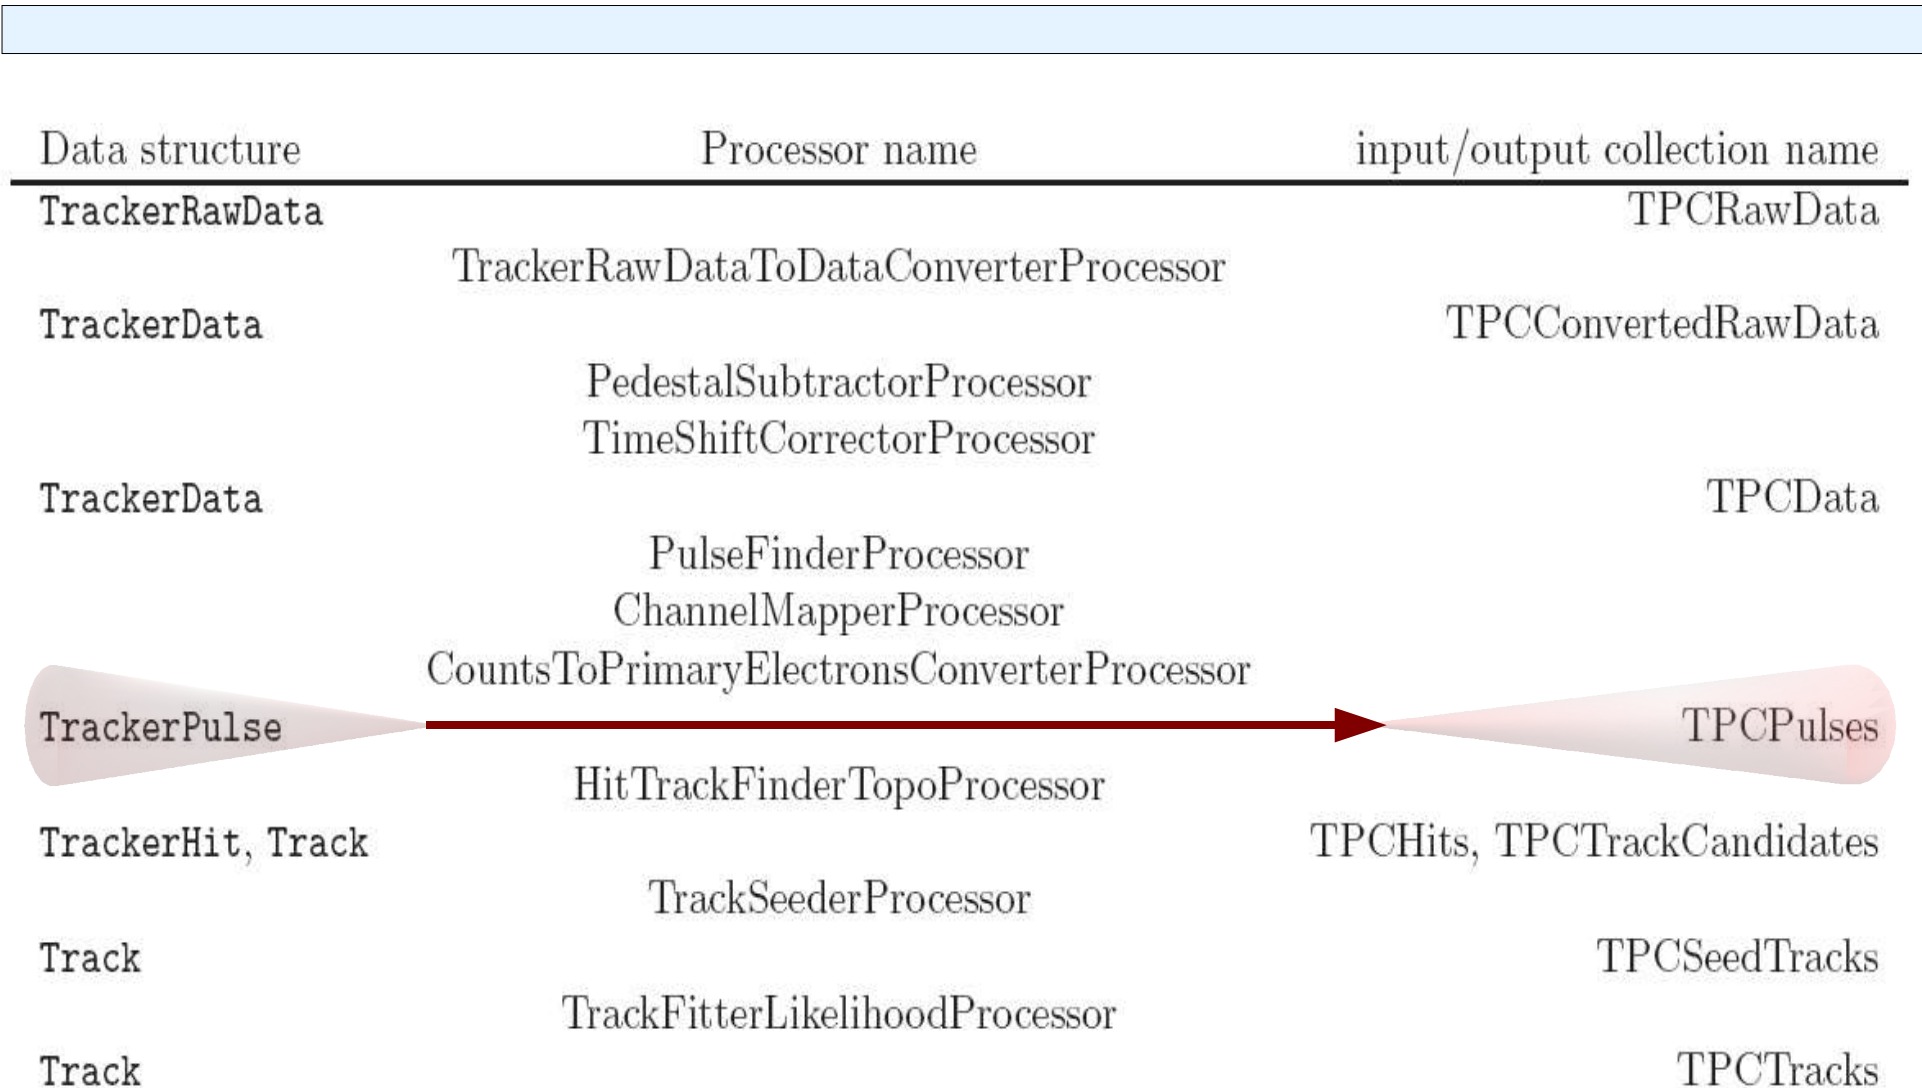 Data structure Processor name input/output collection name
TrackerRawData TPCRawData
TrackerRawDataToDataConverterProcessor
TrackerData TPCConvertedRawData
PedestalSubtractorProcessor
TimeShiftCorrectorProcessor
TrackerData TPCData
PulseFinderProcessor
ChannelMapperProcessor
CountsToPrimaryElectronsConverterProcessor
TrackerPulse TPCPulses
HitTrackFinderTopoProcessor
TrackerHit, Track TPCHits, TPCTrackCandidates
TrackSeederProcessor
Track TPCSeedTracks
TrackFitterLikelihoodProcessor
Track TPCTracks